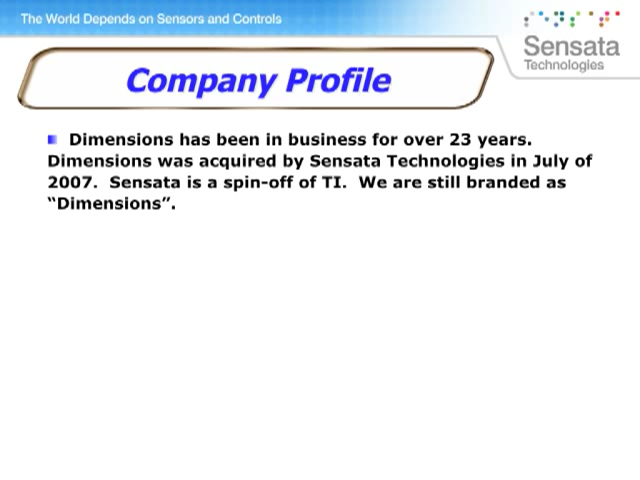 The World Depends on Sensors and Controls
Sensata
Technologies
Company Profile
Dimensions has been in business for over 23 years.
Dimensions was acquired by Sensata Technologies in July of
2007.  Sensata is a spin-off of TI.  We are still branded as
“Dimensions”.